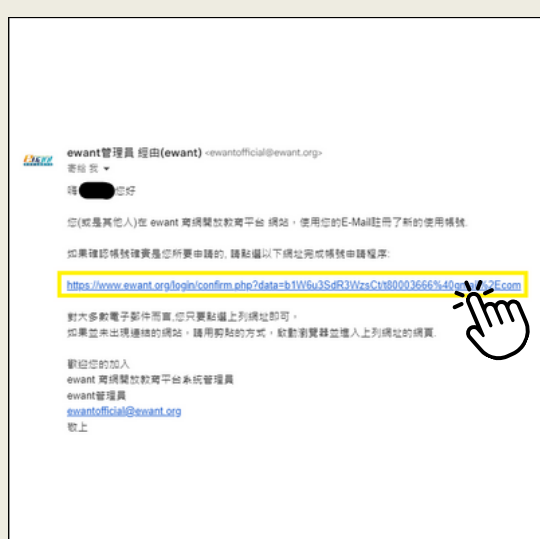 ewant
ewant管理員 經由(ewant) <ewantofficial@ewant.org>
寄給 我
嗨 您好
您(或是其他人)在 ewant 育網開放教育平台 網站，使用您的E-Mail註冊了新的使用帳號.
如果確認帳號確實是您所要申請的, 請點選以下網址完成帳號申請程序:
https://www.ewant.org/login/confirm.php?data=b1W6u3SdR3WzsCt/t80003666%40
對大多數電子郵件而言,您只要點選上列網址即可。
如果並未出現連結的網站，請用剪貼的方式，啟動瀏覽器並進入上列網址的網頁.
歡迎您的加入
ewant 育網開放教育平台系統管理員
ewant管理員
ewantofficial@ewant.org
敬上